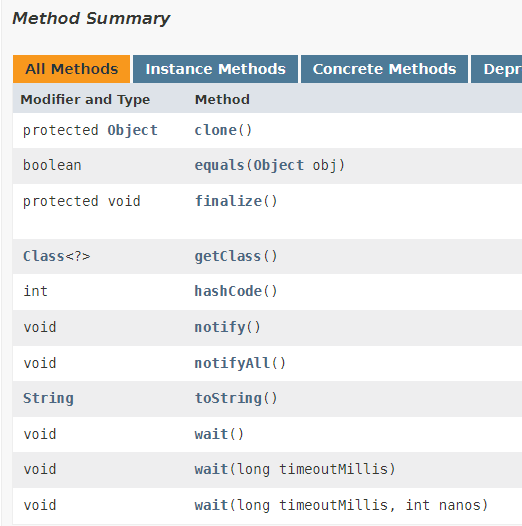 Method Summary
All Methods Instance Methods Concrete Methods Depr
Modifier and Type Method
protected Object clone()
boolean equals(Object obj)
protected void finalize()
Class<?> getClass()
int hashCode()
void notify()
void notifyAll()
String toString()
void wait()
void wait(long timeoutMillis)
void wait(long timeoutMillis, int nanos)